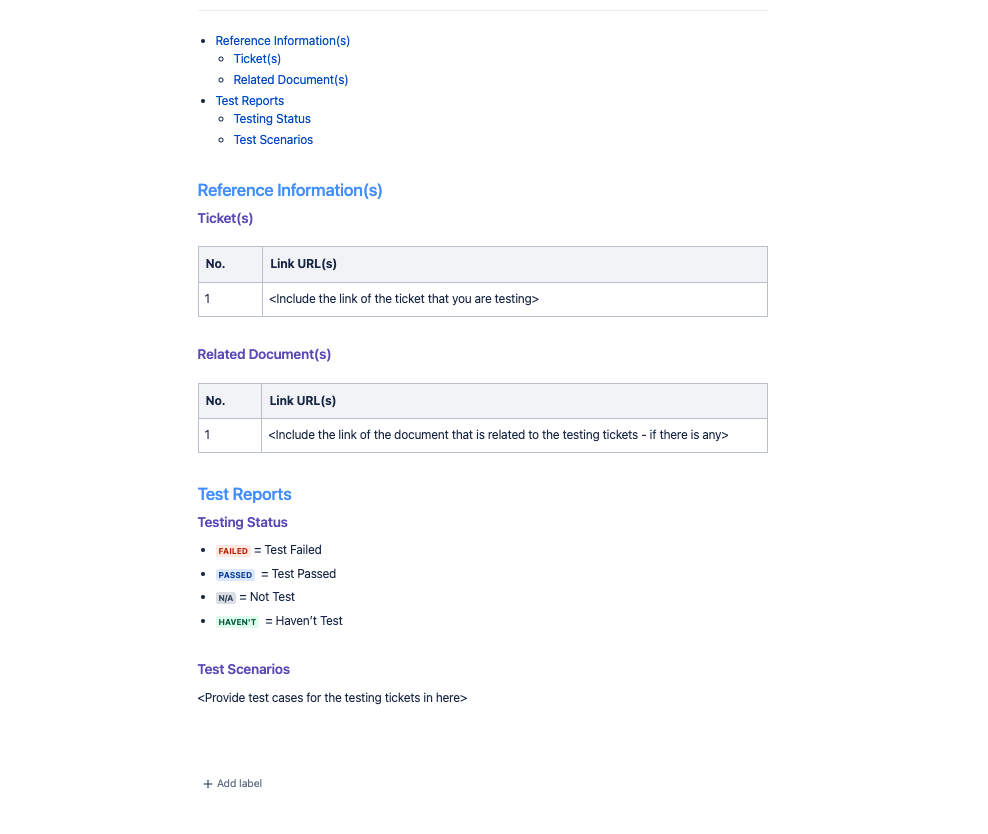 Reference Information(s)
Ticket(s)
Related Document(s)
Test Reports
Testing Status
Test Scenarios
Reference Information(s)
Ticket(s)
No. Link URL(s)
1 <Include the link of the ticket that you are testing>
Related Document(s)
No. Link URL(s)
1 <Include the link of the document that is related to the testing tickets - if there is any>
Test Reports
Testing Status
FAILED = Test Failed
PASSED = Test Passed
N/A = Not Test
HAVEN'T = Haven't Test
Test Scenarios
<Provide test cases for the testing tickets in here>
Add label